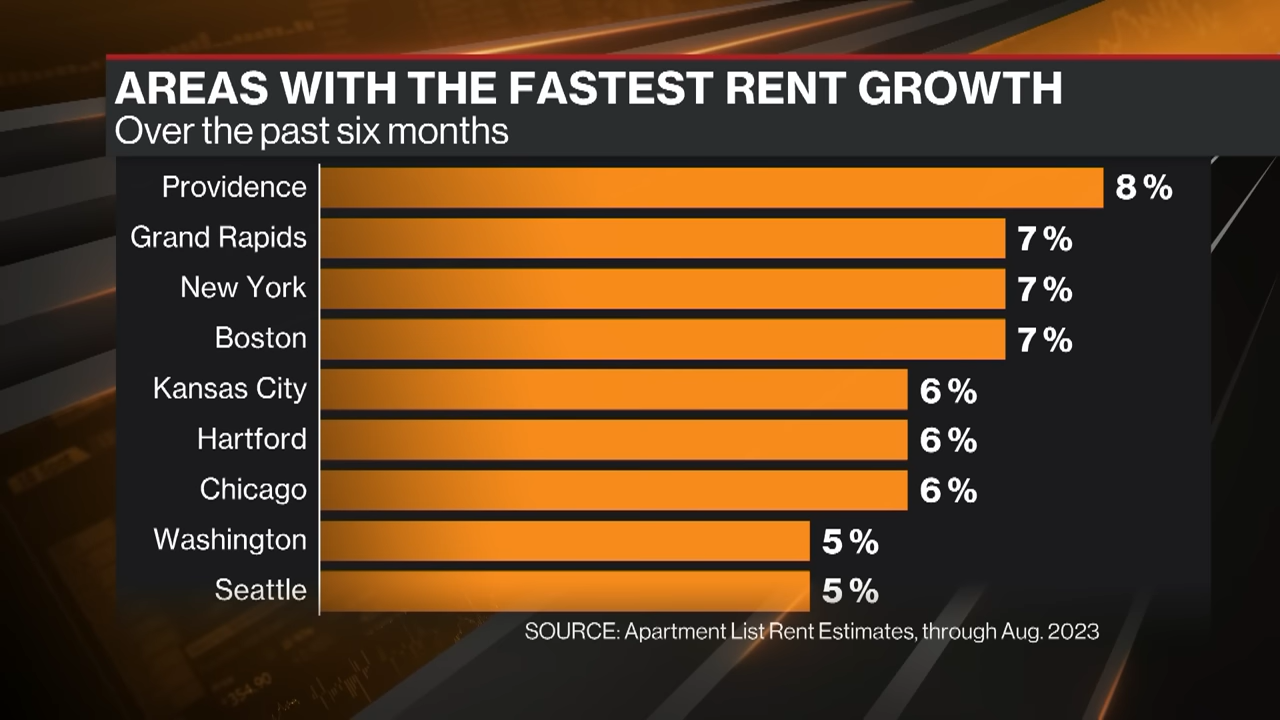 AREAS WITH THE FASTEST RENT GROWTH
Over the past six months
Providence 8%
Grand Rapids 7%
New York 7%
Boston 7%
Kansas City 6%
Hartford 6%
Chicago 6%
Washington 5%
Seattle 5%
SOURCE: Apartment List Rent Estimates, through Aug. 2023
354.90